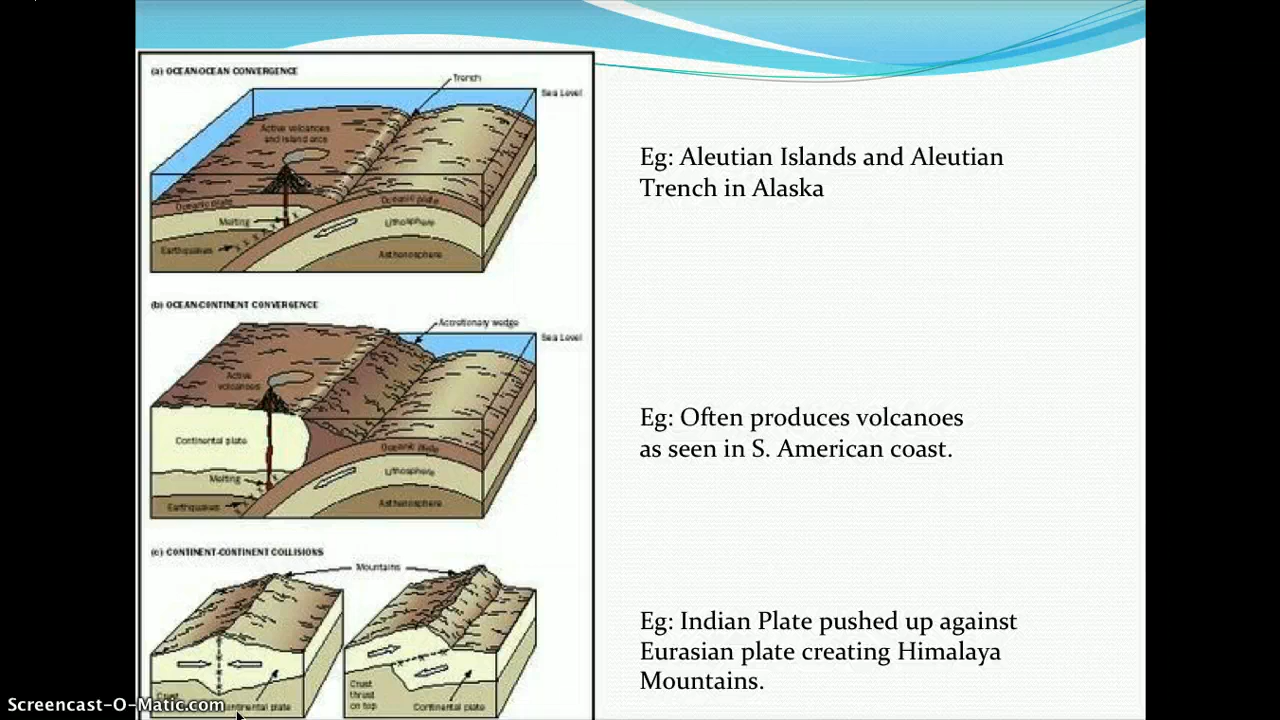 (a) OCEAN-OCEAN CONVERGENCE
Trench
Sea Level
Active volcanoes
and island arcs
Oceanic plate
Oceanic plate
Melting
Lithosphere
Earthquakes
Asthenosphere
Eg: Aleutian Islands and Aleutian
Trench in Alaska
(b) OCEAN-CONTINENT CONVERGENCE
Accretionary wedge
Sea Level
Active
volcanoes
Continental plate
Oceanic plate
Melting
Lithosphere
Earthquakes
Asthenosphere
Eg: Often produces volcanoes
as seen in S. American coast.
(c) CONTINENT-CONTINENT COLLISIONS
Mountains
Crust
Crust
thrust
on top
Continental plate
Eg: Indian Plate pushed up against
Eurasian plate creating Himalaya
Mountains.
Screencast-O-Matic.com